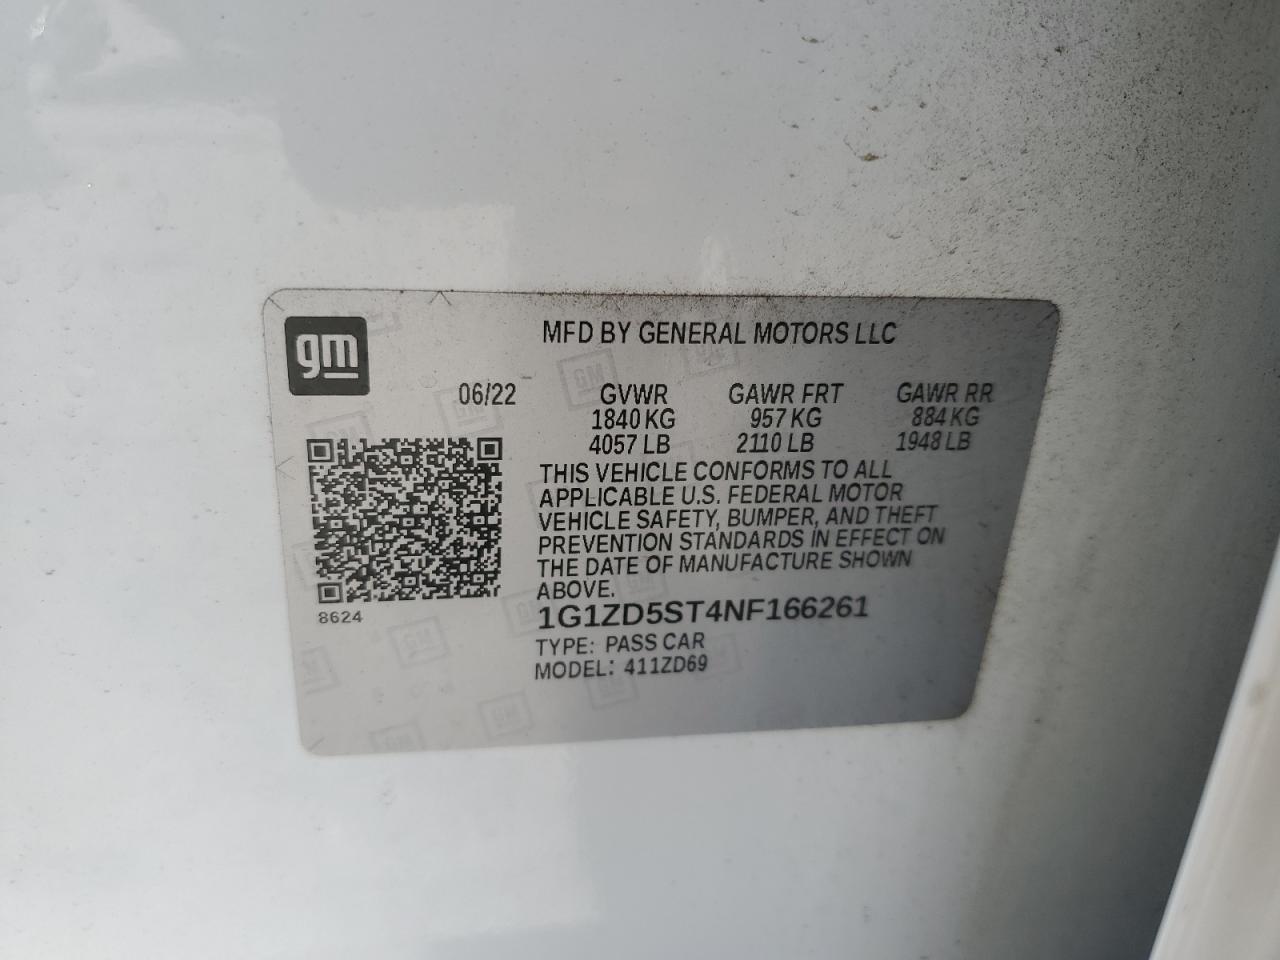 gm
MFD BY GENERAL MOTORS LLC
06/22 GVWR GAWR FRT GAWR RR
1840 KG 957 KG 884 KG
4057 LB 2110 LB 1948 LB
THIS VEHICLE CONFORMS TO ALL
APPLICABLE U.S. FEDERAL MOTOR
VEHICLE SAFETY, BUMPER, AND THEFT
PREVENTION STANDARDS IN EFFECT ON
THE DATE OF MANUFACTURE SHOWN
ABOVE.
8624
1G1ZD5ST4NF166261
TYPE: PASS CAR
MODEL: 411ZD69